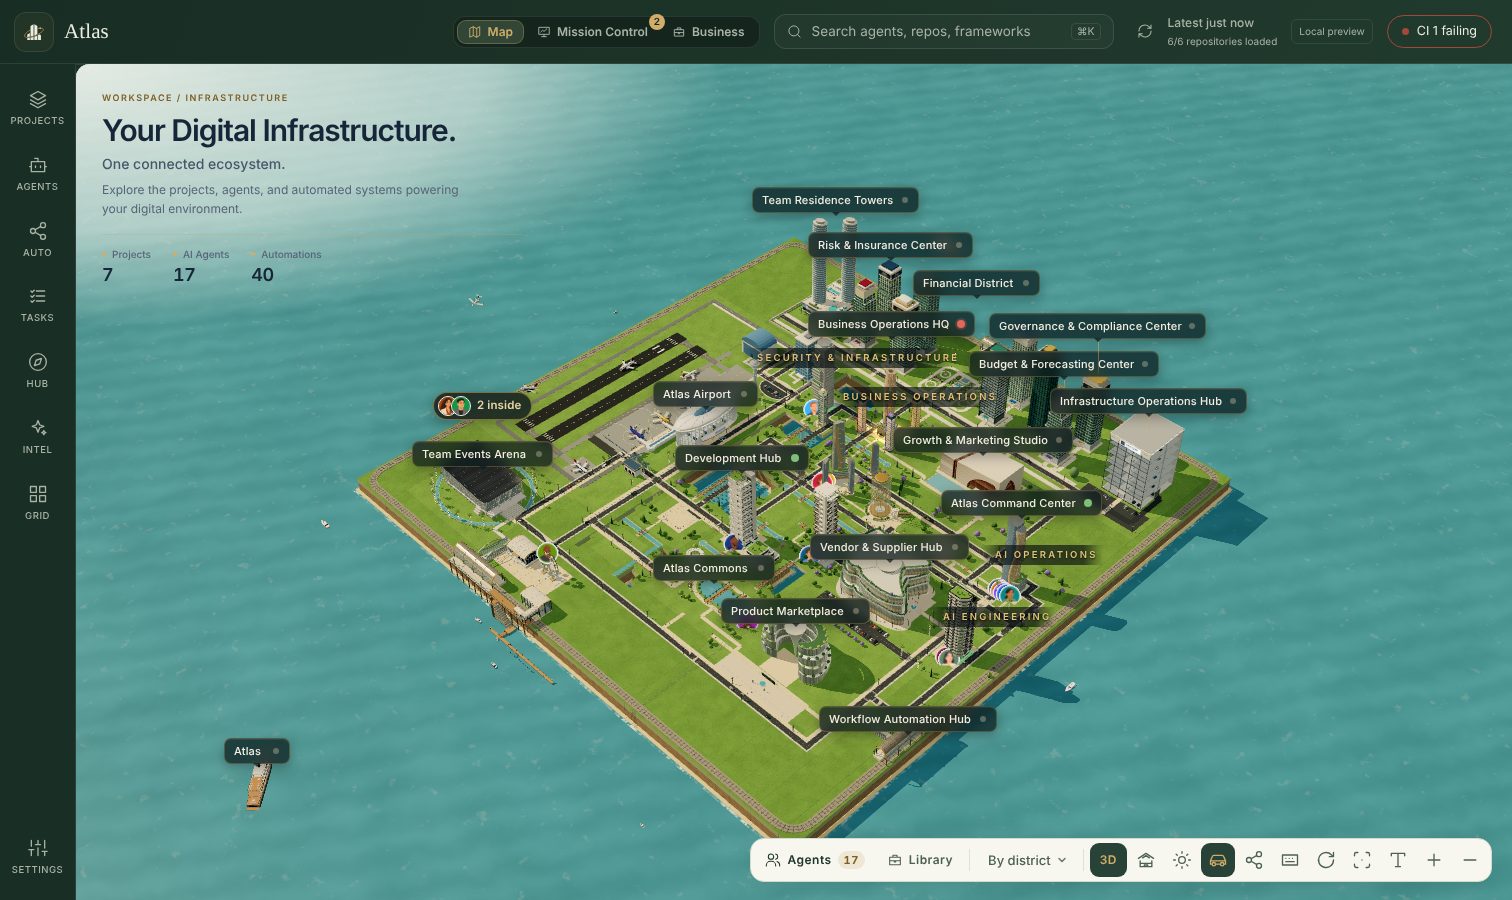 Atlas
Map
Mission Control
2
Business
Search agents, repos, frameworks
⌘K
Latest just now
6/6 repositories loaded
Local preview
CI 1 failing
PROJECTS
AGENTS
AUTO
TASKS
HUB
INTEL
GRID
SETTINGS
WORKSPACE / INFRASTRUCTURE
Your Digital Infrastructure.
One connected ecosystem.
Explore the projects, agents, and automated systems powering
your digital environment.
Projects
7
AI Agents
17
Automations
40
Team Residence Towers
Risk & Insurance Center
Financial District
Business Operations HQ
Governance & Compliance Center
SECURITY & INFRASTRUCTURE
Budget & Forecasting Center
Atlas Airport
BUSINESS OPERATIONS
Infrastructure Operations Hub
2 inside
Growth & Marketing Studio
Team Events Arena
Development Hub
Atlas Command Center
Vendor & Supplier Hub
AI OPERATIONS
Atlas Commons
Product Marketplace
AI ENGINEERING
Workflow Automation Hub
Atlas
Agents
17
Library
By district
3D